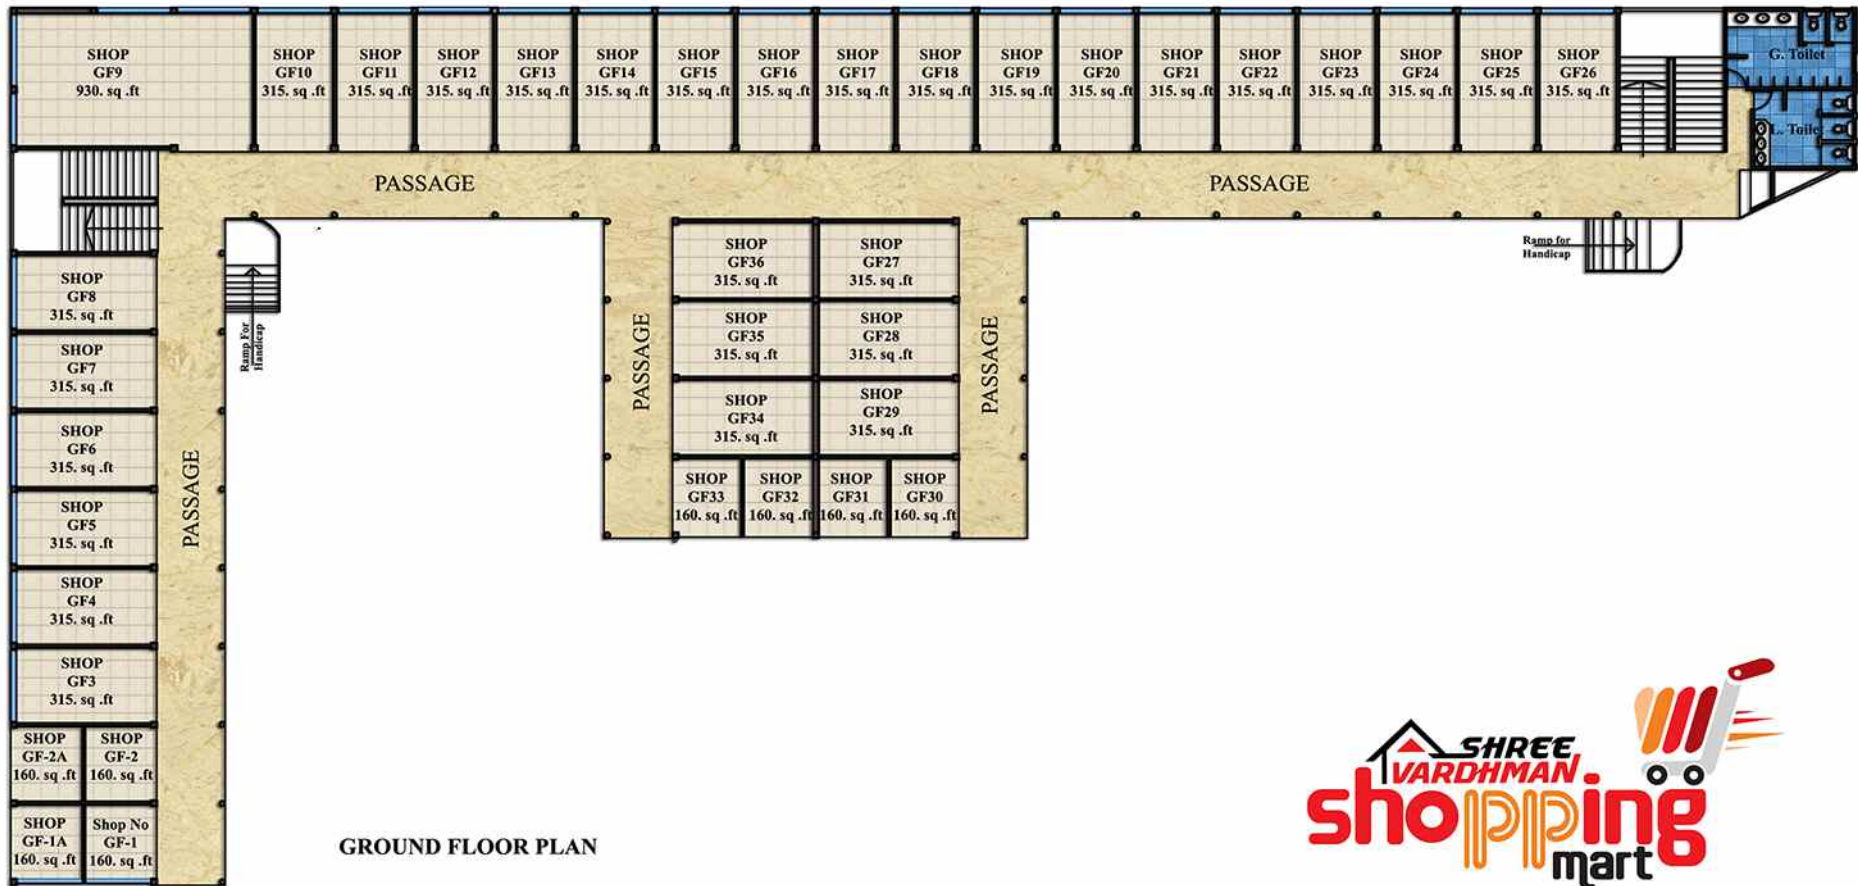 SHOP
GF9
930. sq .ft
SHOP
GF10
315. sq .ft
SHOP
GF11
315. sq .ft
SHOP
GF12
315. sq .ft
SHOP
GF13
315. sq .ft
SHOP
GF14
315. sq .ft
SHOP
GF15
315. sq .ft
SHOP
GF16
315. sq .ft
SHOP
GF17
315. sq .ft
SHOP
GF18
315. sq .ft
SHOP
GF19
315. sq .ft
SHOP
GF20
315. sq .ft
SHOP
GF21
315. sq .ft
SHOP
GF22
315. sq .ft
SHOP
GF23
315. sq .ft
SHOP
GF24
315. sq .ft
SHOP
GF25
315. sq .ft
SHOP
GF26
315. sq .ft
G. Toilet
L. Toilet
PASSAGE
PASSAGE
Ramp for
Handicap
SHOP
GF8
315. sq .ft
SHOP
GF7
315. sq .ft
SHOP
GF6
315. sq .ft
SHOP
GF5
315. sq .ft
SHOP
GF4
315. sq .ft
SHOP
GF3
315. sq .ft
SHOP
GF-2A
160. sq .ft
SHOP
GF-2
160. sq .ft
SHOP
GF-1A
160. sq .ft
Shop No
GF-1
160. sq .ft
PASSAGE
Ramp For
Handicap
PASSAGE
SHOP
GF36
315. sq .ft
SHOP
GF27
315. sq .ft
SHOP
GF35
315. sq .ft
SHOP
GF28
315. sq .ft
SHOP
GF34
315. sq .ft
SHOP
GF29
315. sq .ft
SHOP
GF33
160. sq .ft
SHOP
GF32
160. sq .ft
SHOP
GF31
160. sq .ft
SHOP
GF30
160. sq .ft
PASSAGE
GROUND FLOOR PLAN
SHREE
VARDHMAN
shopping
mart